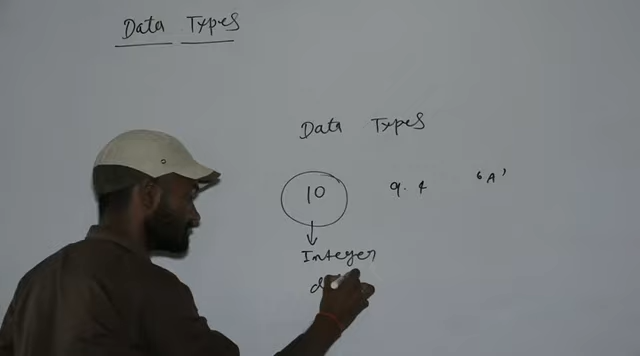 Data Types
Data Types
10 9.4 'A'
Integer
d